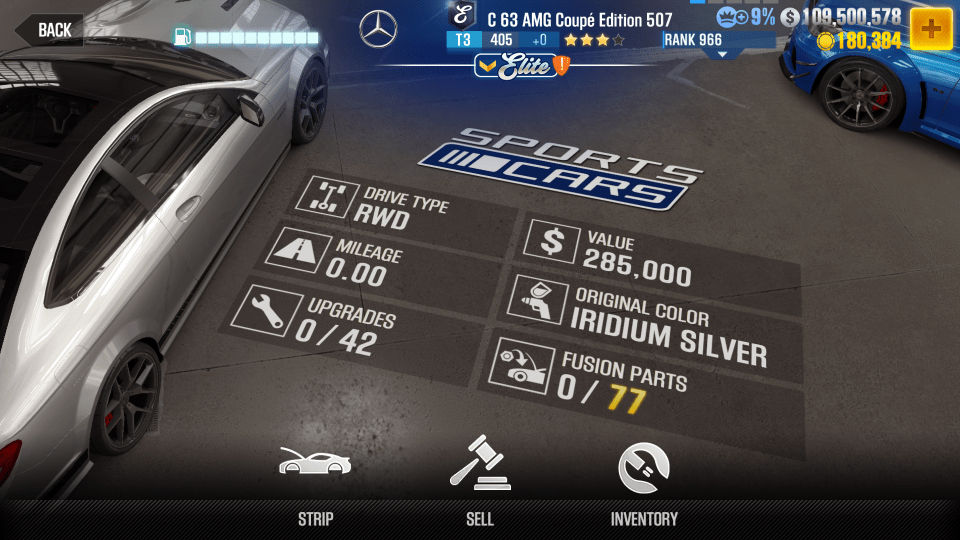 BACK
E
C 63 AMG Coupé Edition 507
9%
$ 109,500,578
T3 405 +0
RANK 966
180,384
Elite
SPORTS
CARS
DRIVE TYPE
RWD
MILEAGE
0.00
UPGRADES
0 / 42
VALUE
285,000
ORIGINAL COLOR
IRIDIUM SILVER
FUSION PARTS
0 / 77
STRIP
SELL
INVENTORY